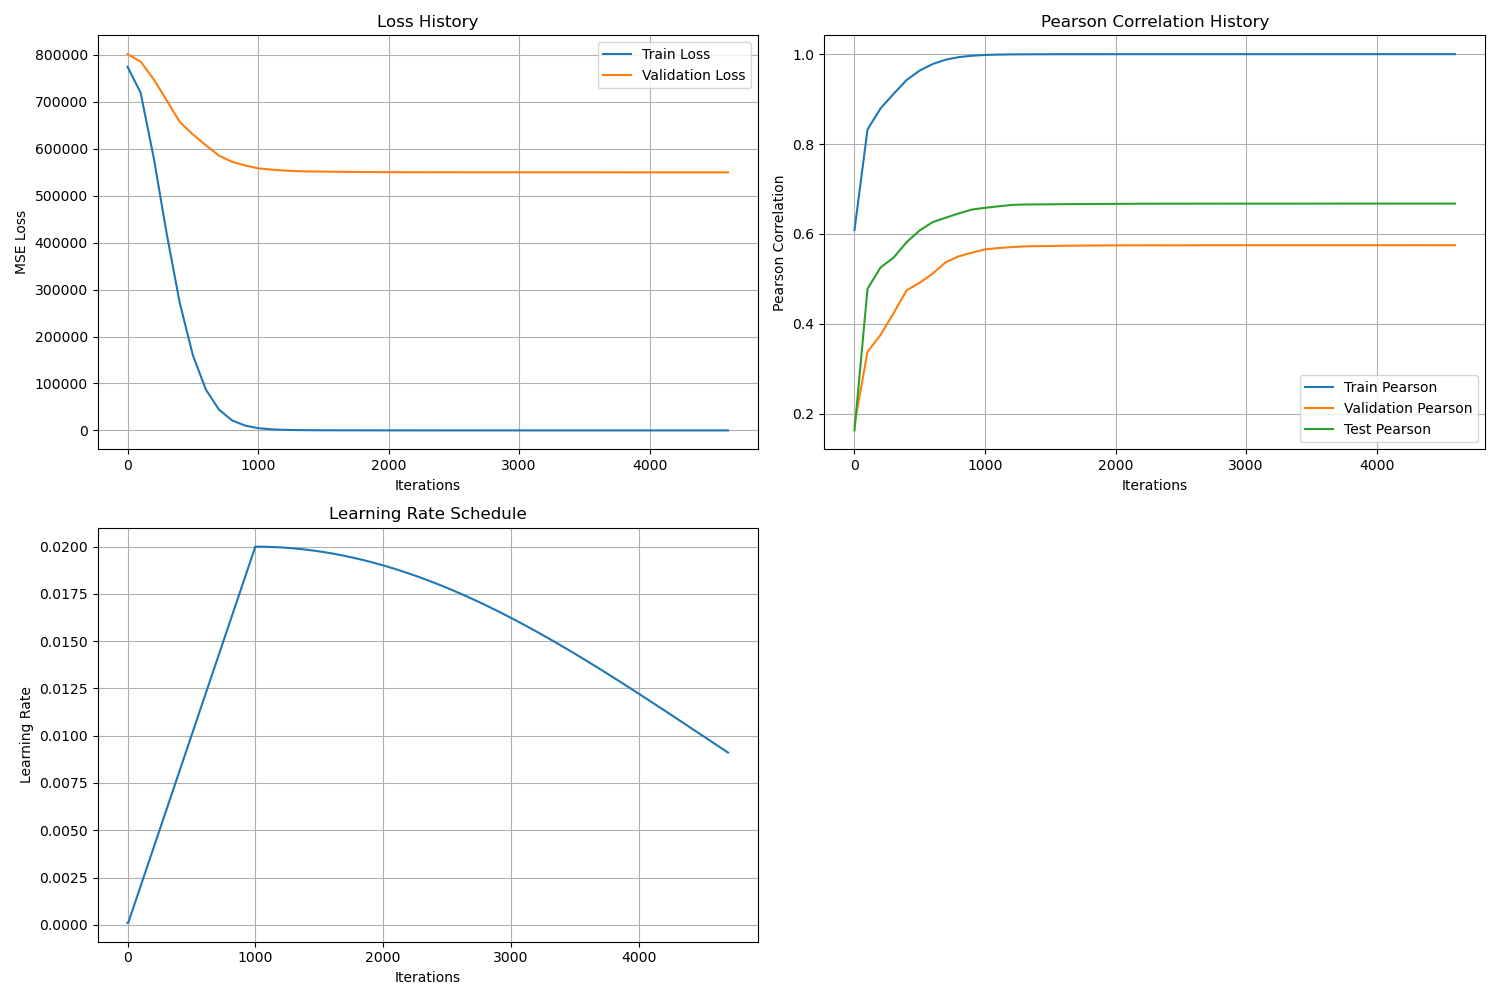 Loss History
MSE Loss
800000
700000
600000
500000
400000
300000
200000
100000
0
Train Loss
Validation Loss
0 1000 2000 3000 4000
Iterations
Pearson Correlation History
Pearson Correlation
1.0
0.8
0.6
0.4
0.2
Train Pearson
Validation Pearson
Test Pearson
0 1000 2000 3000 4000
Iterations
Learning Rate Schedule
Learning Rate
0.0200
0.0175
0.0150
0.0125
0.0100
0.0075
0.0050
0.0025
0.0000
0 1000 2000 3000 4000
Iterations